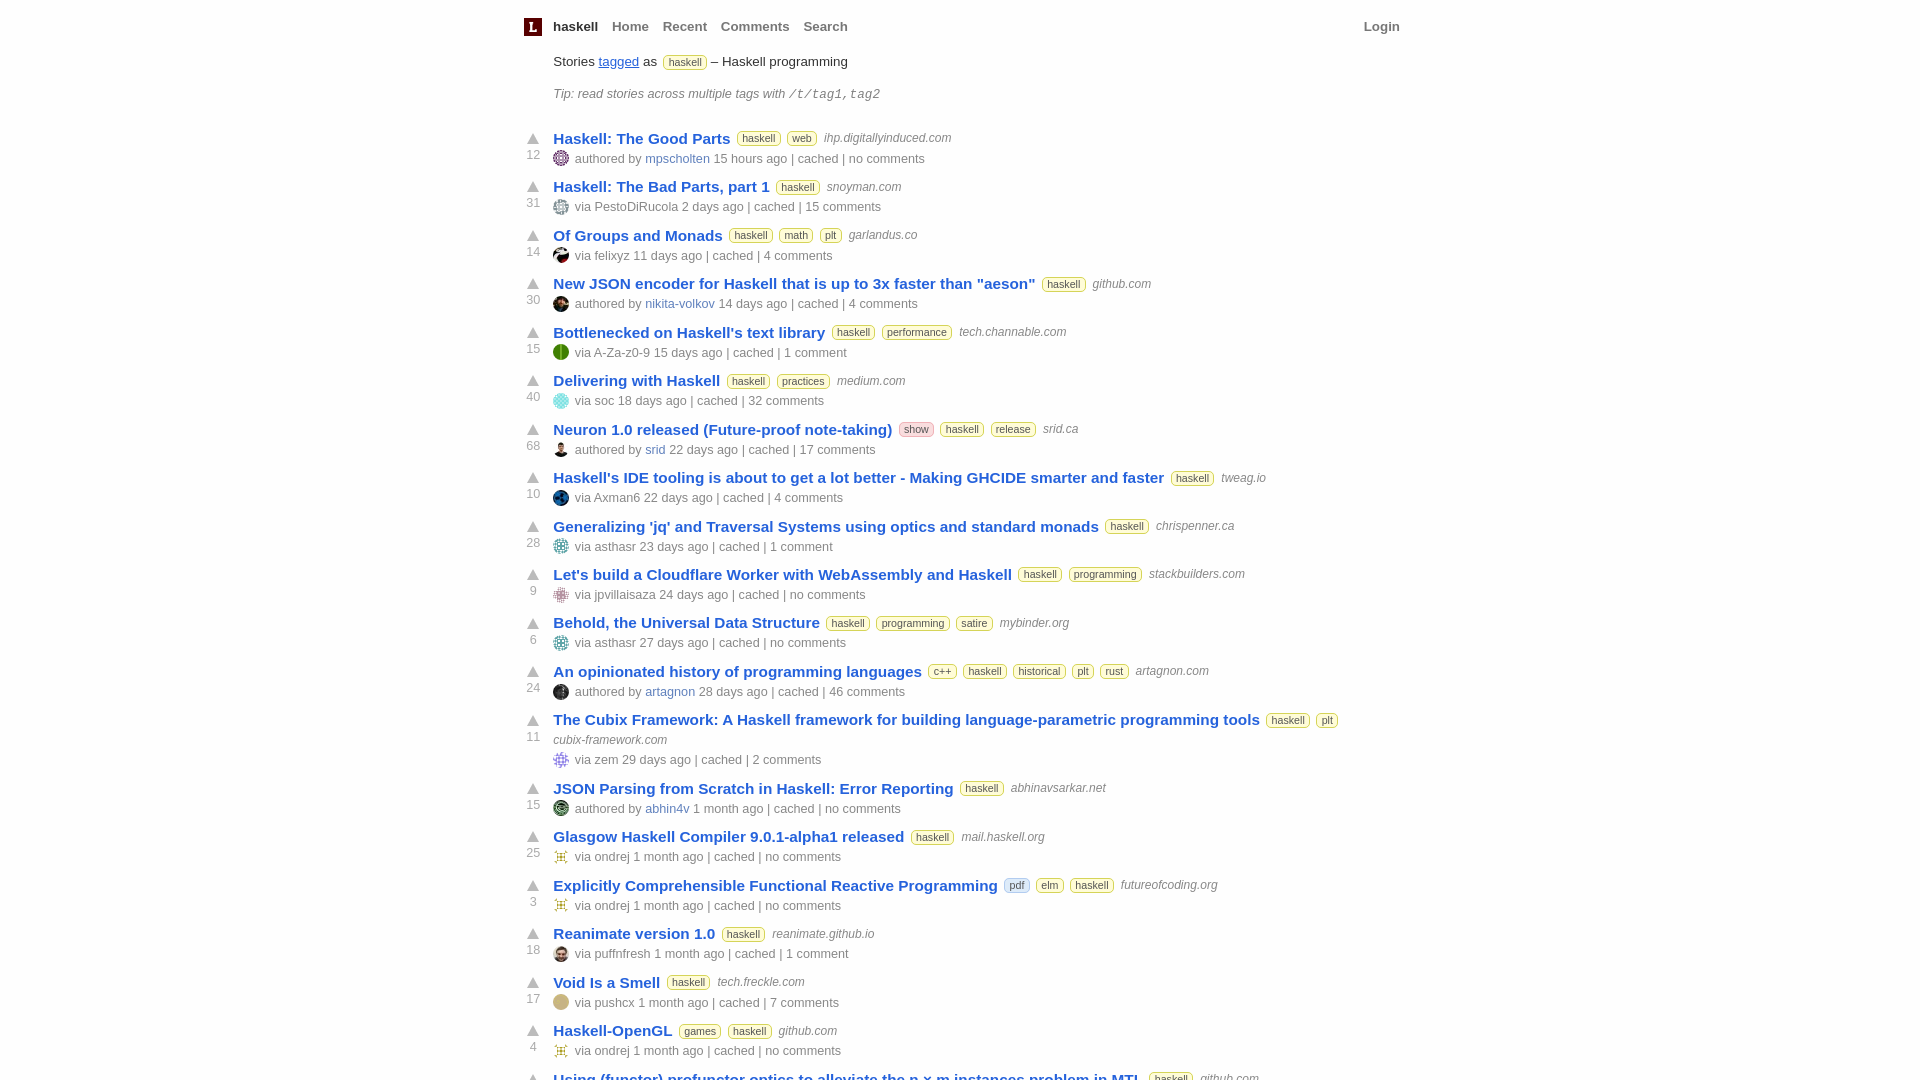 L haskell Home Recent Comments Search Login
Stories tagged as haskell – Haskell programming
Tip: read stories across multiple tags with /t/tag1,tag2
Haskell: The Good Parts haskell web ihp.digitallyinduced.com
12 authored by mpscholten 15 hours ago | cached | no comments
Haskell: The Bad Parts, part 1 haskell snoyman.com
31 via PestoDiRucola 2 days ago | cached | 15 comments
Of Groups and Monads haskell math plt garlandus.co
14 via felixyz 11 days ago | cached | 4 comments
New JSON encoder for Haskell that is up to 3x faster than "aeson" haskell github.com
30 authored by nikita-volkov 14 days ago | cached | 4 comments
Bottlenecked on Haskell's text library haskell performance tech.channable.com
15 via A-Za-z0-9 15 days ago | cached | 1 comment
Delivering with Haskell haskell practices medium.com
40 via soc 18 days ago | cached | 32 comments
Neuron 1.0 released (Future-proof note-taking) show haskell release srid.ca
68 authored by srid 22 days ago | cached | 17 comments
Haskell's IDE tooling is about to get a lot better - Making GHCIDE smarter and faster haskell tweag.io
10 via Axman6 22 days ago | cached | 4 comments
Generalizing 'jq' and Traversal Systems using optics and standard monads haskell chrispenner.ca
28 via asthasr 23 days ago | cached | 1 comment
Let's build a Cloudflare Worker with WebAssembly and Haskell haskell programming stackbuilders.com
9 via jpvillaisaza 24 days ago | cached | no comments
Behold, the Universal Data Structure haskell programming satire mybinder.org
6 via asthasr 27 days ago | cached | no comments
An opinionated history of programming languages c++ haskell historical plt rust artagnon.com
24 authored by artagnon 28 days ago | cached | 46 comments
The Cubix Framework: A Haskell framework for building language-parametric programming tools haskell plt
11 cubix-framework.com
via zem 29 days ago | cached | 2 comments
JSON Parsing from Scratch in Haskell: Error Reporting haskell abhinavsarkar.net
15 authored by abhin4v 1 month ago | cached | no comments
Glasgow Haskell Compiler 9.0.1-alpha1 released haskell mail.haskell.org
25 via ondrej 1 month ago | cached | no comments
Explicitly Comprehensible Functional Reactive Programming pdf elm haskell futureofcoding.org
3 via ondrej 1 month ago | cached | no comments
Reanimate version 1.0 haskell reanimate.github.io
18 via puffnfresh 1 month ago | cached | 1 comment
Void Is a Smell haskell tech.freckle.com
17 via pushcx 1 month ago | cached | 7 comments
Haskell-OpenGL games haskell github.com
4 via ondrej 1 month ago | cached | no comments
Using (functor) profunctor optics to alleviate the n × m instances problem in MTL haskell github.com